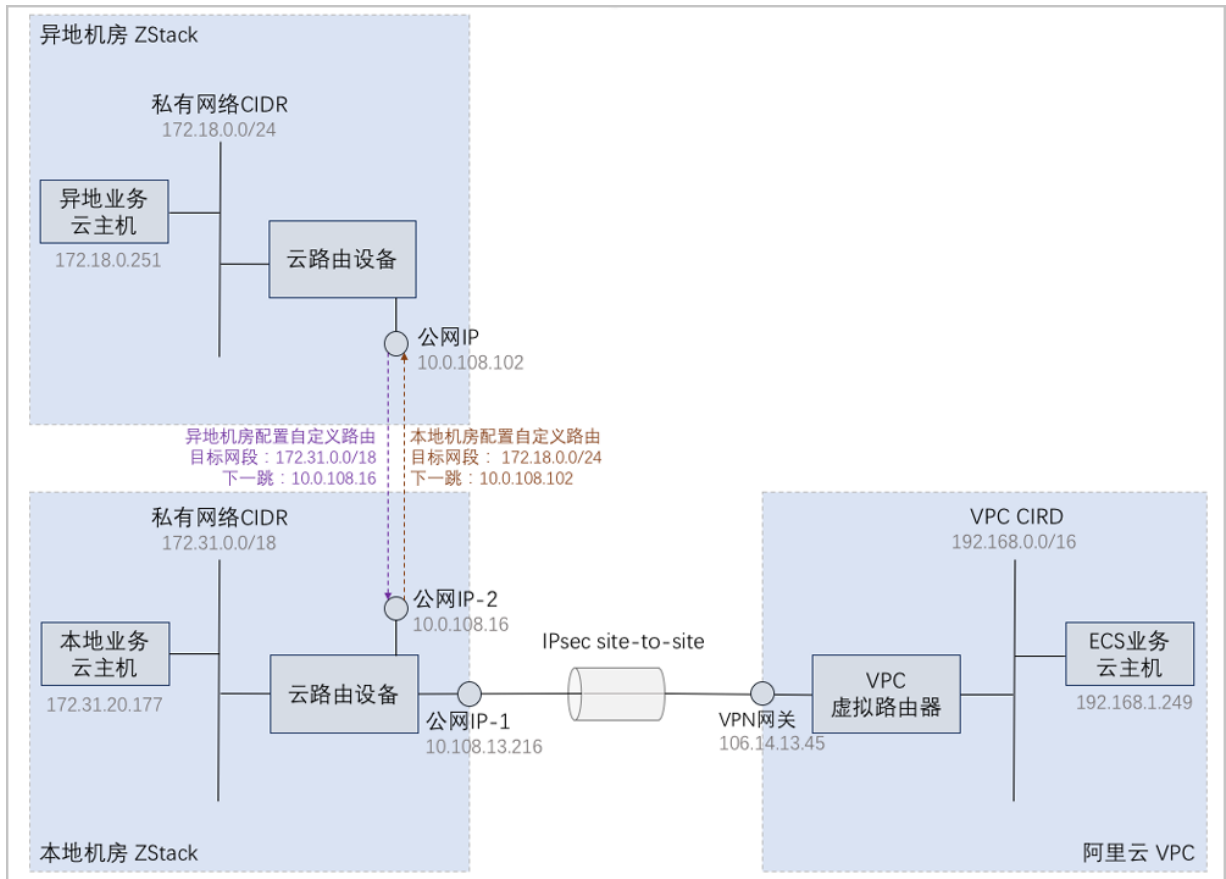 异地机房 ZStack
私有网络CIDR
172.18.0.0/24
异地业务
云主机
172.18.0.251
云路由设备
公网IP
10.0.108.102
异地机房配置自定义路由
目标网段：172.31.0.0/18
下一跳：10.0.108.16
本地机房配置自定义路由
目标网段： 172.18.0.0/24
下一跳：10.0.108.102
私有网络CIDR
172.31.0.0/18
公网IP-2
10.0.108.16
本地业务
云主机
172.31.20.177
云路由设备
公网IP-1
10.108.13.216
本地机房 ZStack
IPsec site-to-site
VPN网关
106.14.13.45
VPC CIRD
192.168.0.0/16
VPC
虚拟路由器
ECS业务
云主机
192.168.1.249
阿里云 VPC